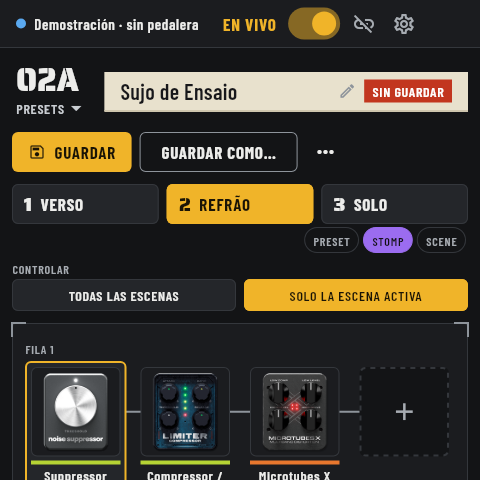 Demostración · sin pedalera
EN VIVO
02A
PRESETS
Sujo de Ensaio
SIN GUARDAR
GUARDAR
GUARDAR COMO...
1 VERSO
2 REFRÃO
3 SOLO
PRESET
STOMP
SCENE
CONTROLAR
TODAS LAS ESCENAS
SOLO LA ESCENA ACTIVA
FILA 1
noise suppressor
LIMITER
COMPRESSOR
MICROTUBES X
Suppressor
Compressor /
Microtubes X